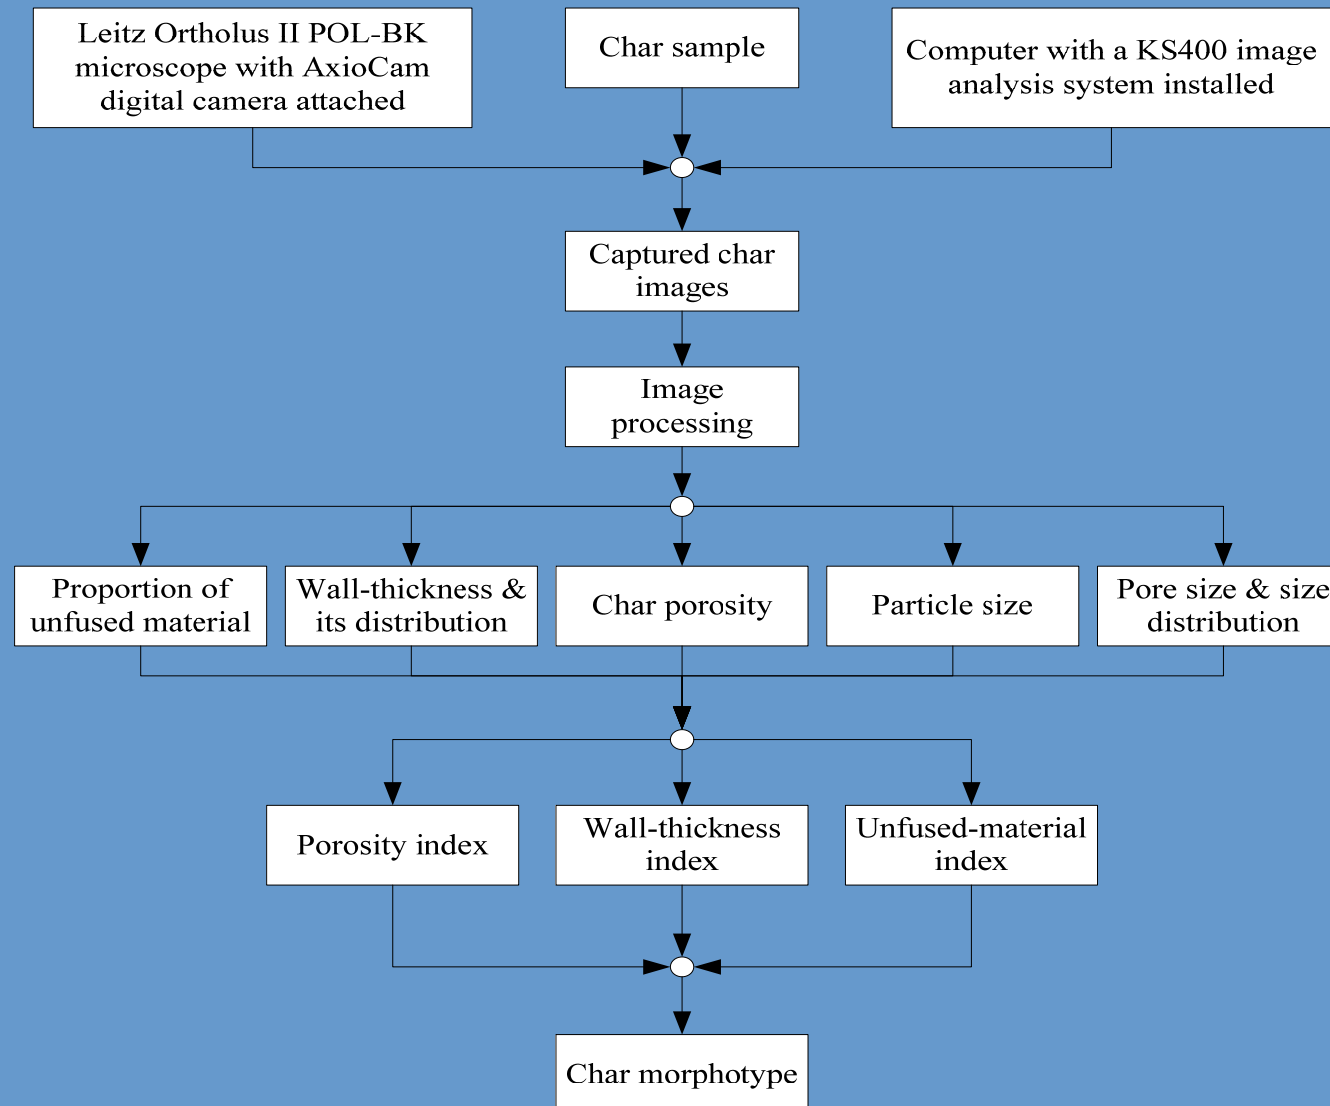 Leitz Ortholus II POL-BK
microscope with AxioCam
digital camera attached
Char sample
Computer with a KS400 image
analysis system installed
Captured char
images
Image
processing
Proportion of
unfused material
Wall-thickness &
its distribution
Char porosity
Particle size
Pore size & size
distribution
Porosity index
Wall-thickness
index
Unfused-material
index
Char morphotype